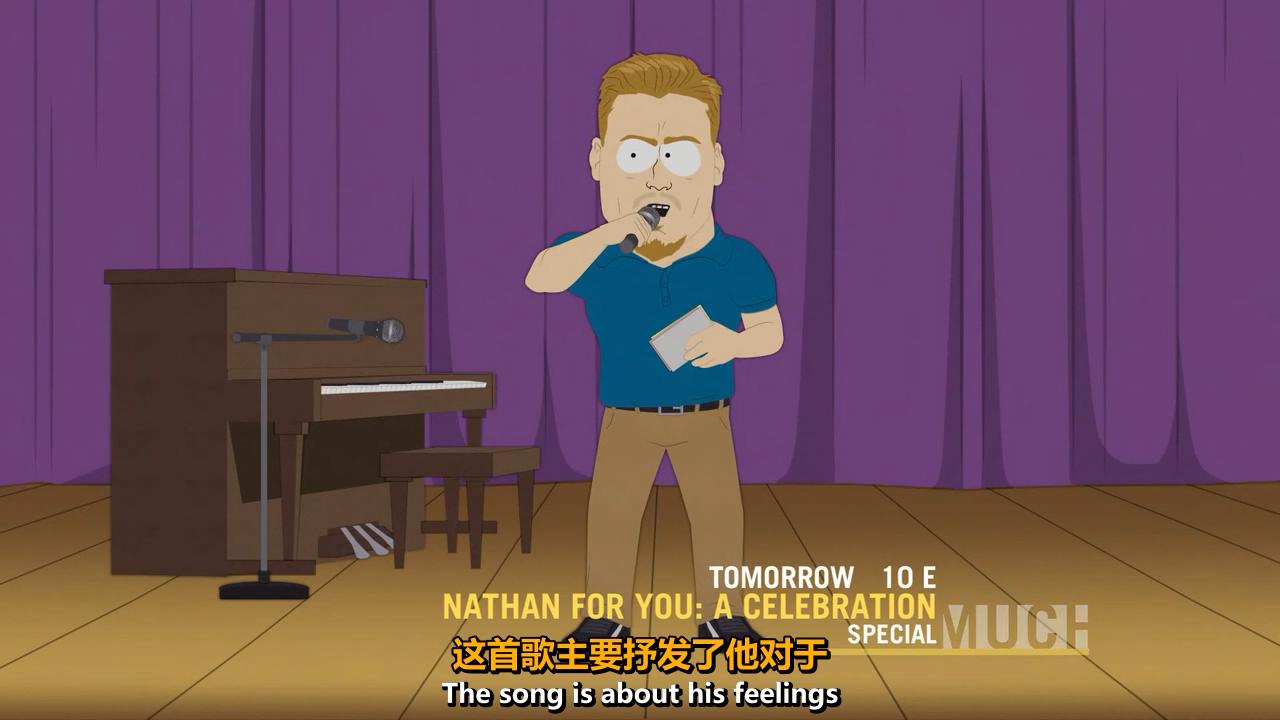 TOMORROW 10 E
NATHAN FOR YOU: A CELEBRATION
SPECIAL
MUCH
这首歌主要抒发了他对于
The song is about his feelings